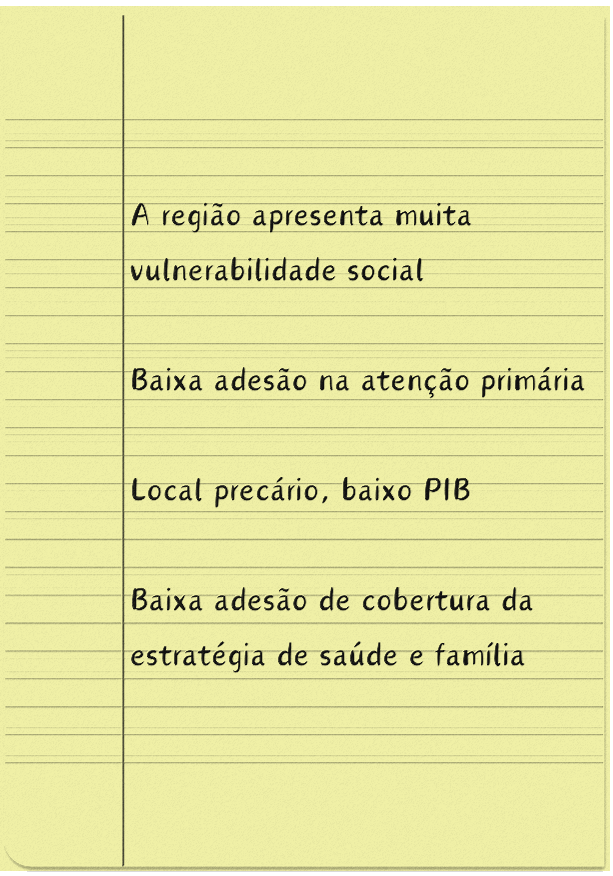 A região apresenta muita
vulnerabilidade social
Baixa adesão na atenção primária
Local precário, baixo PIB
Baixa adesão de cobertura da
estratégia de saúde e família